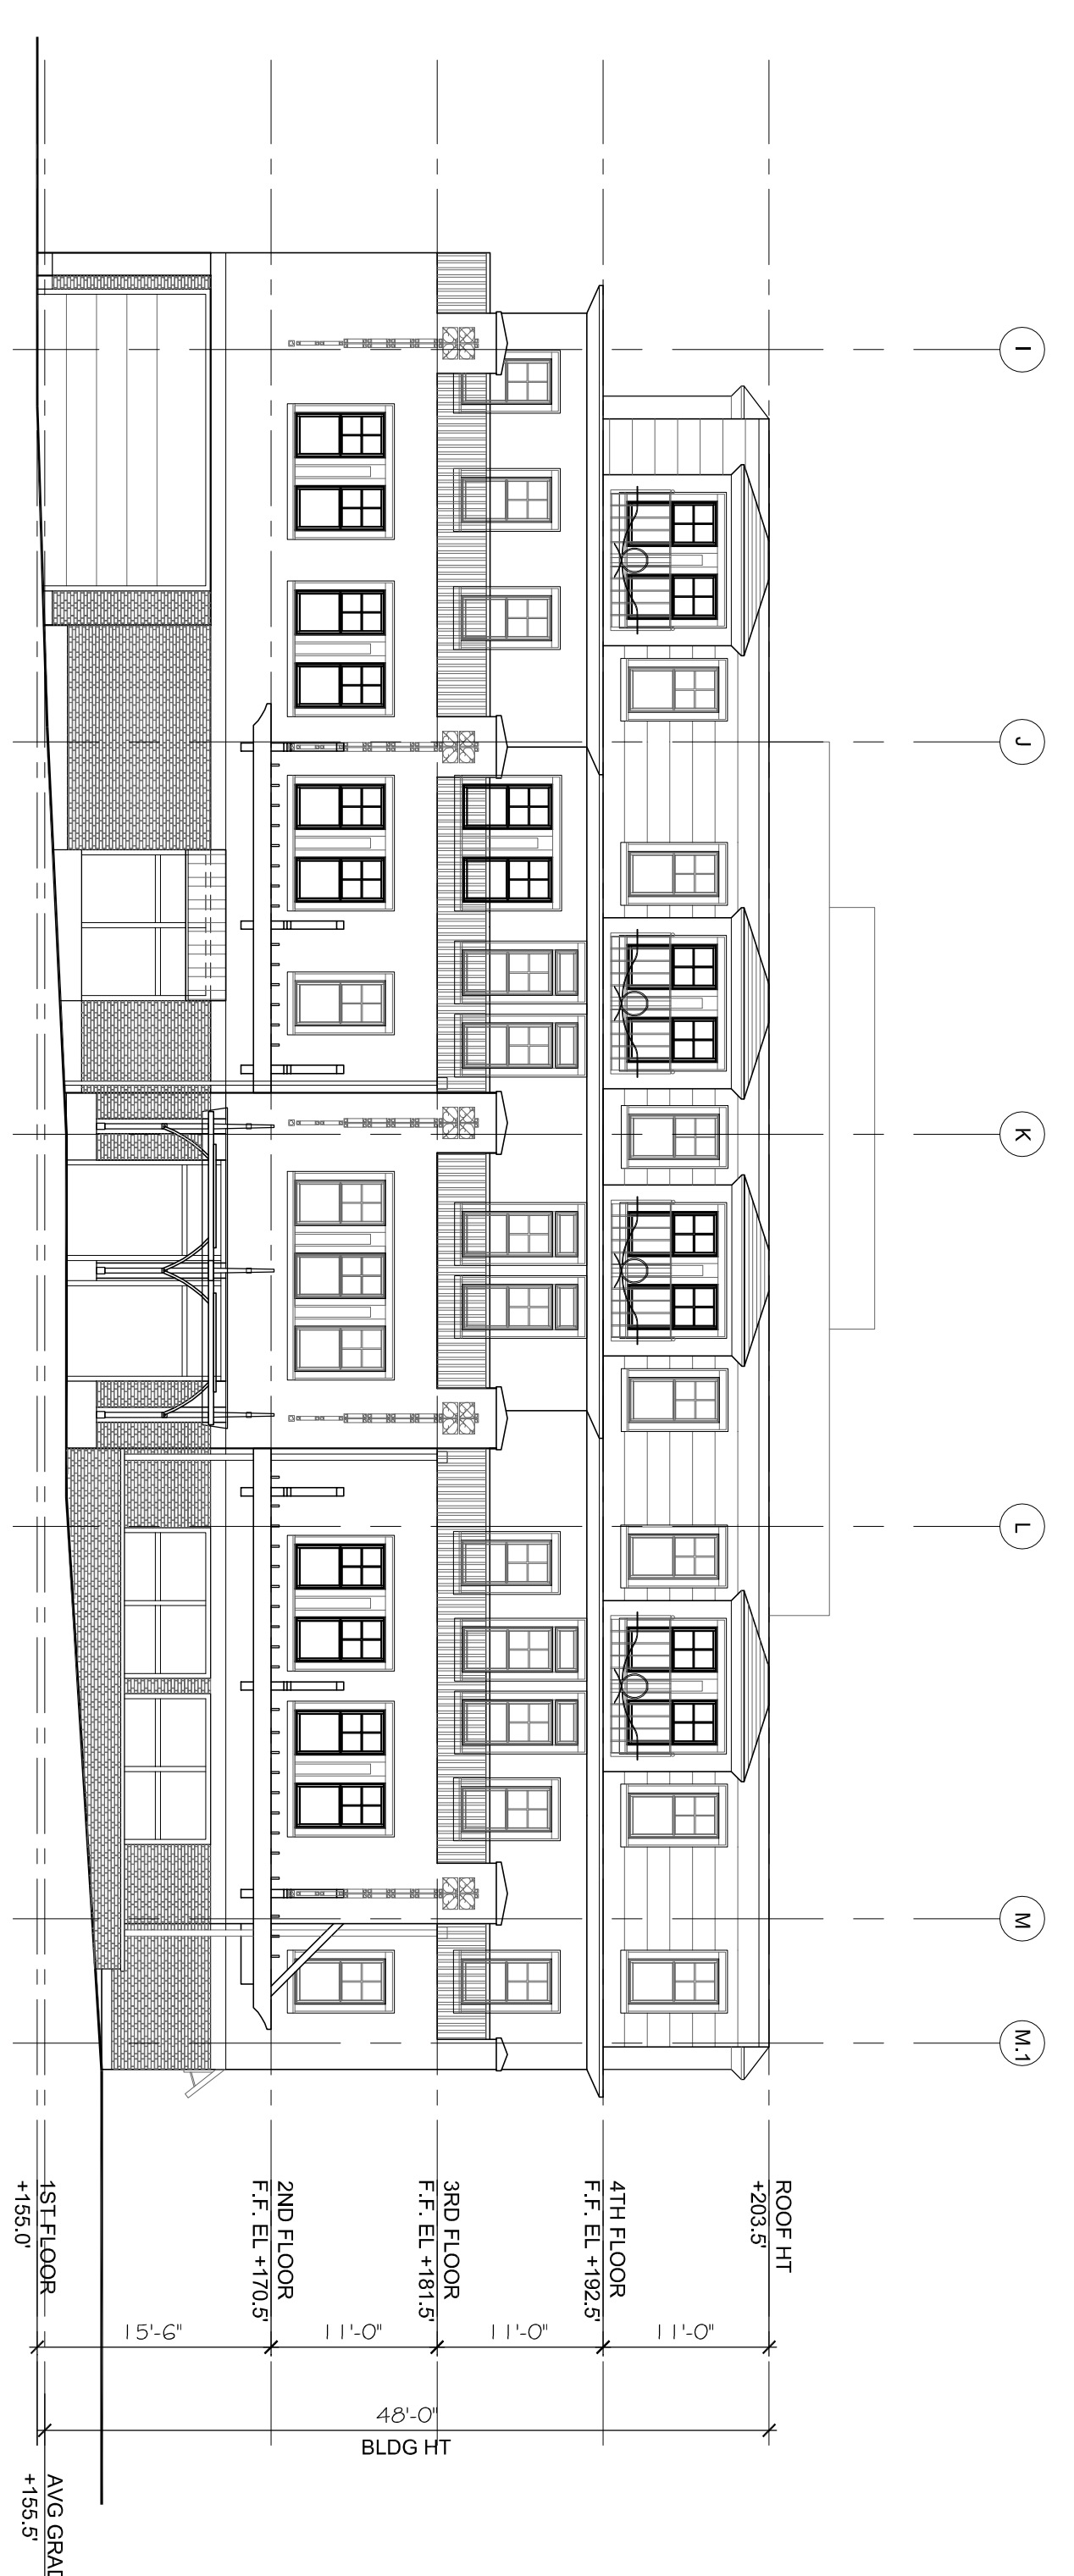 I
J
K
L
M
M.1
ROOF HT
+203.5'
4TH FLOOR
F.F. EL +192.5'
3RD FLOOR
F.F. EL +181.5'
2ND FLOOR
F.F. EL +170.5'
1ST FLOOR
+155.0'
11'-0"
11'-0"
11'-0"
15'-6"
48'-0"
BLDG HT
AVG GRAD
+155.5'